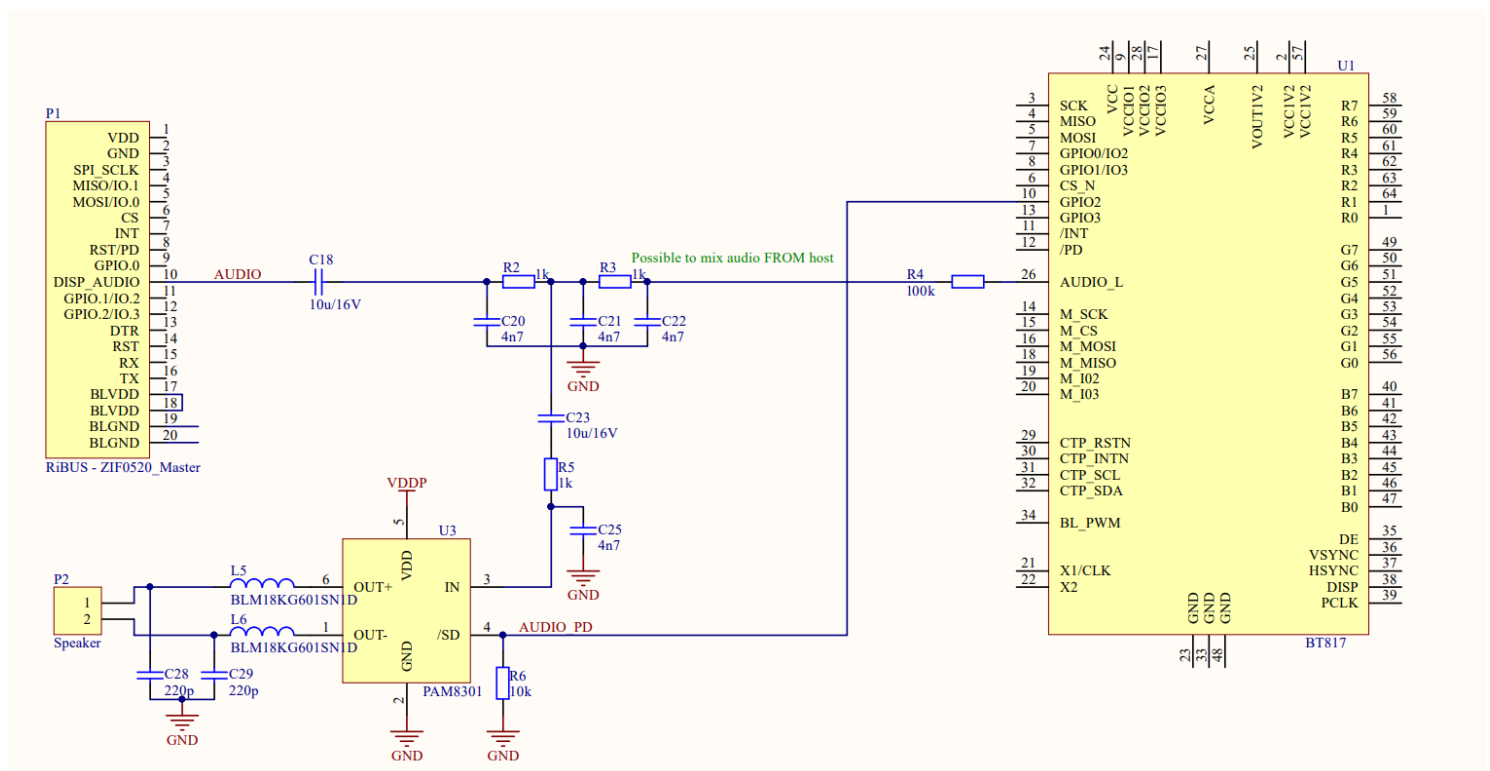 P1
VDD 1
GND 2
SPI_SCLK 3
MISO/IO.1 4
MOSI/IO.0 5
CS 6
INT 7
RST/PD 8
GPIO.0 9
DISP_AUDIO 10
GPIO.1/IO.2 11
GPIO.2/IO.3 12
DTR 13
RST 14
RX 15
TX 16
BLVDD 17
BLVDD 18
BLGND 19
BLGND 20
RiBUS - ZIF0520_Master
AUDIO
C18
10u/16V
R2
1k
R3
1k
Possible to mix audio FROM host
R4
100k
C20
4n7
C21
4n7
C22
4n7
GND
C23
10u/16V
R5
1k
C25
4n7
GND
VDDP
5
U3
VDD
6 OUT+
IN 3
1 OUT-
/SD 4
GND
2
PAM8301
GND
AUDIO_PD
R6
10k
GND
L5
BLM18KG601SN1D
L6
BLM18KG601SN1D
P2
1
2
Speaker
C28
220p
C29
220p
GND
U1
24 VCC
9 VCCIO1
28 VCCIO2
17 VCCIO3
27 VCCA
25 VOUT1V2
2 VCC1V2
57 VCC1V2
3 SCK
4 MISO
5 MOSI
7 GPIO0/IO2
8 GPIO1/IO3
6 CS_N
10 GPIO2
13 GPIO3
11 /INT
12 /PD
26 AUDIO_L
14 M_SCK
15 M_CS
16 M_MOSI
18 M_MISO
19 M_I02
20 M_I03
29 CTP_RSTN
30 CTP_INTN
31 CTP_SCL
32 CTP_SDA
34 BL_PWM
21 X1/CLK
22 X2
R7 58
R6 59
R5 60
R4 61
R3 62
R2 63
R1 64
R0 1
G7 49
G6 50
G5 51
G4 52
G3 53
G2 54
G1 55
G0 56
B7 40
B6 41
B5 42
B4 43
B3 44
B2 45
B1 46
B0 47
DE 35
VSYNC 36
HSYNC 37
DISP 38
PCLK 39
GND 23
GND 33
GND 48
BT817